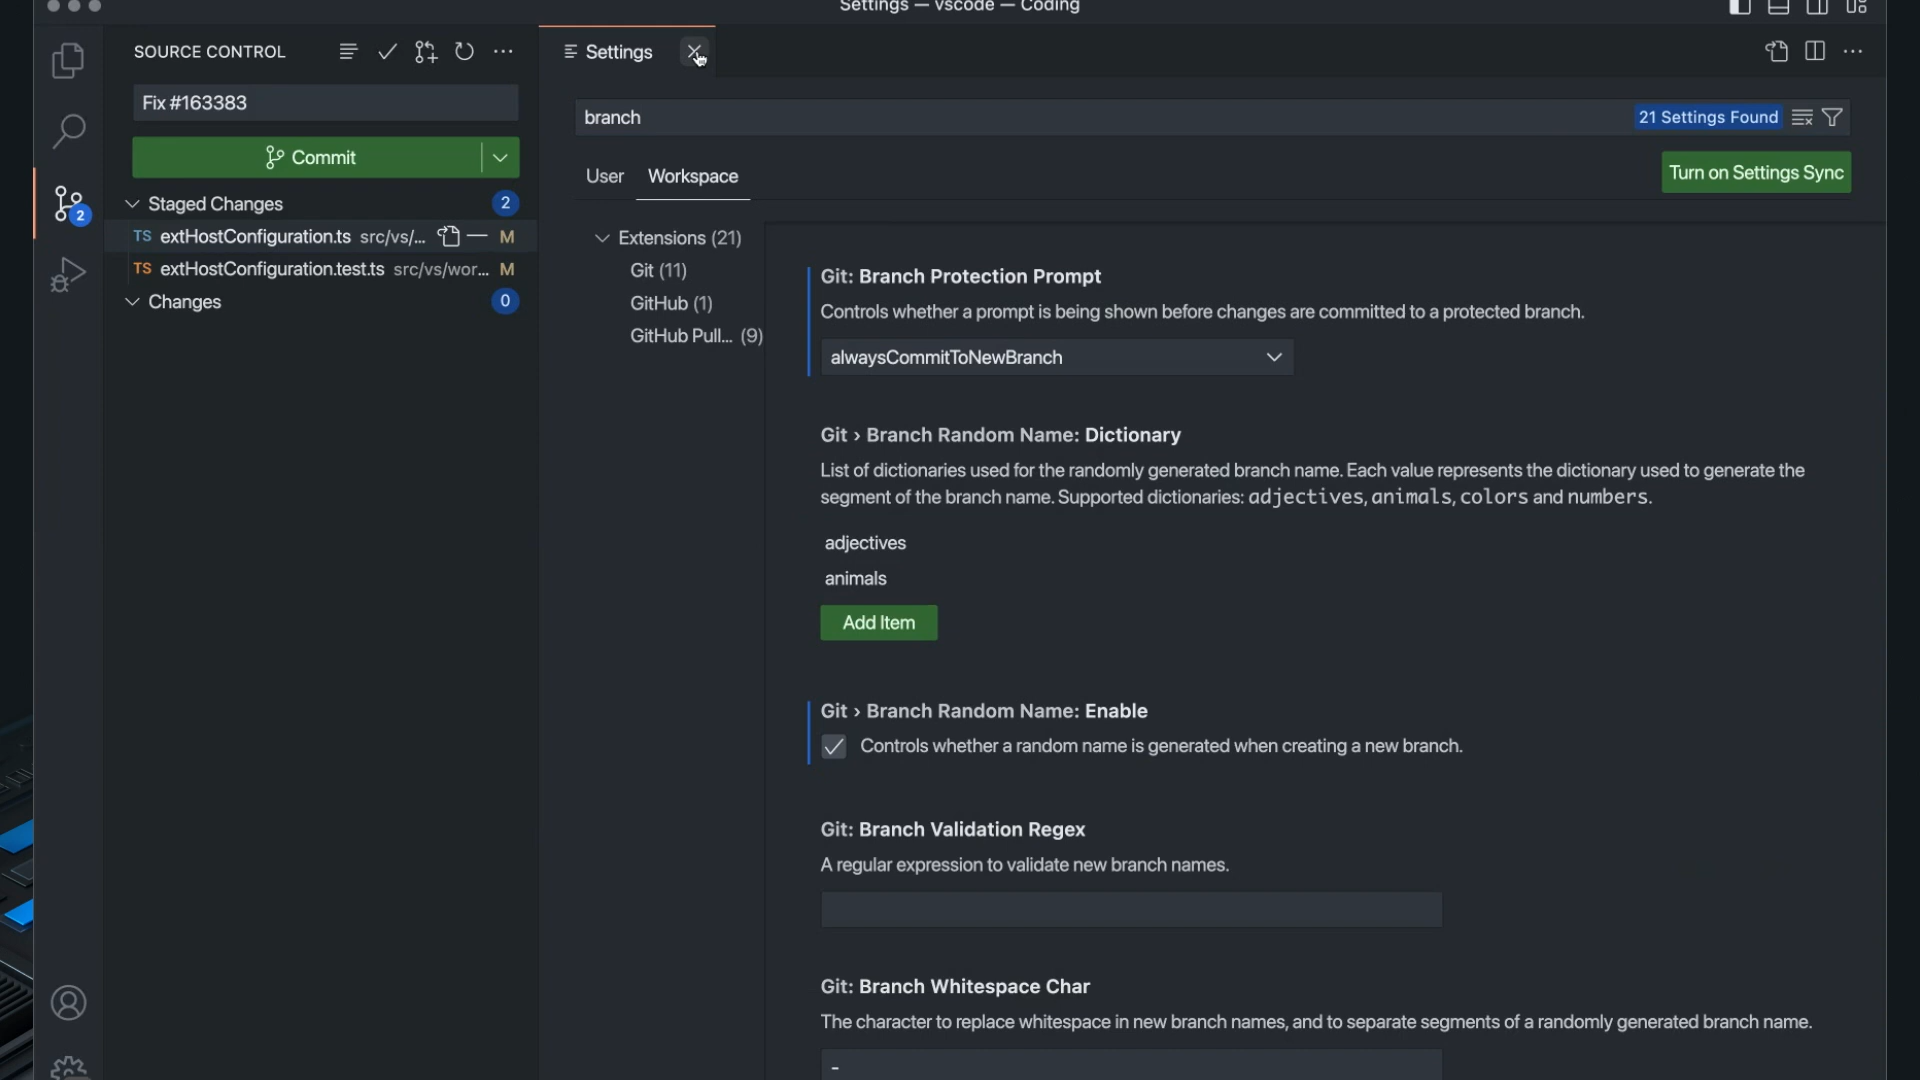 Settings — vscode — Coding
SOURCE CONTROL
Fix #163383
Commit
Staged Changes 2
TS extHostConfiguration.ts src/vs/... M
TS extHostConfiguration.test.ts src/vs/wor... M
Changes 0
2
Settings
branch
21 Settings Found
User Workspace
Turn on Settings Sync
Extensions (21)
Git (11)
GitHub (1)
GitHub Pull... (9)
Git: Branch Protection Prompt
Controls whether a prompt is being shown before changes are committed to a protected branch.
alwaysCommitToNewBranch
Git › Branch Random Name: Dictionary
List of dictionaries used for the randomly generated branch name. Each value represents the dictionary used to generate the
segment of the branch name. Supported dictionaries: adjectives, animals, colors and numbers.
adjectives
animals
Add Item
Git › Branch Random Name: Enable
Controls whether a random name is generated when creating a new branch.
Git: Branch Validation Regex
A regular expression to validate new branch names.
Git: Branch Whitespace Char
The character to replace whitespace in new branch names, and to separate segments of a randomly generated branch name.
-